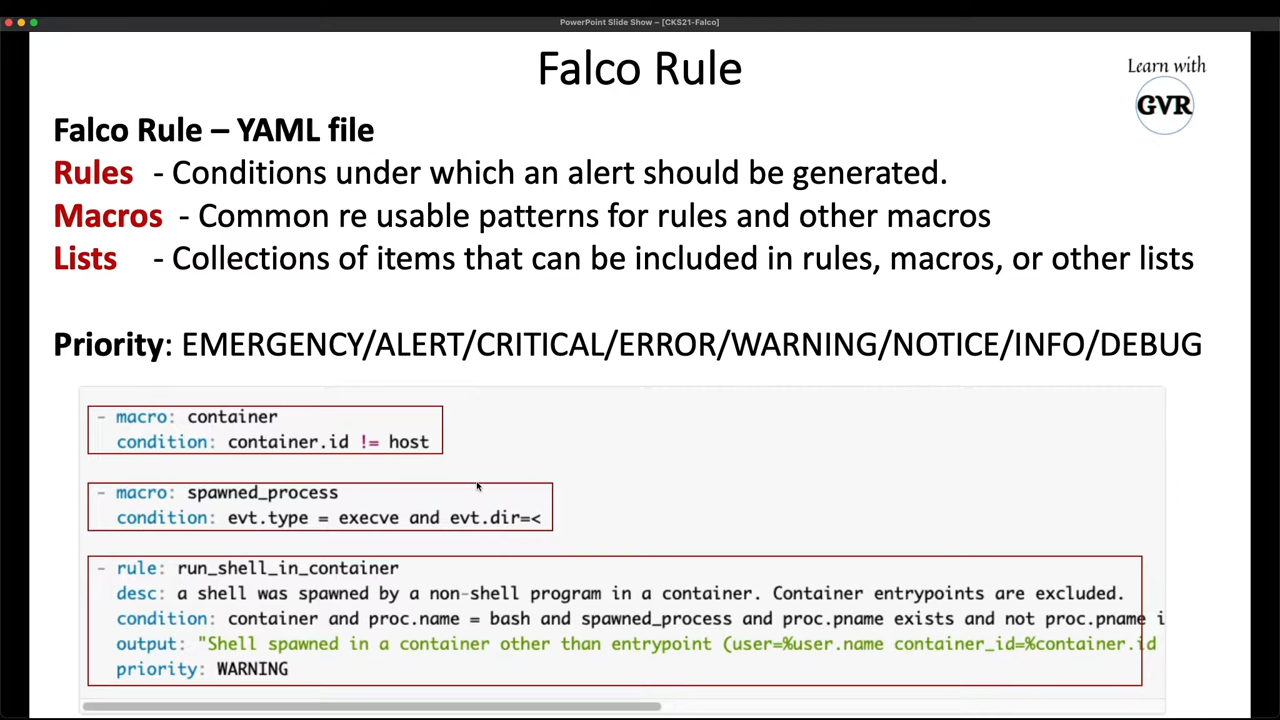 PowerPoint Slide Show – [CKS21-Falco]
Falco Rule
Learn with
GVR
Falco Rule – YAML file
Rules - Conditions under which an alert should be generated.
Macros - Common re usable patterns for rules and other macros
Lists - Collections of items that can be included in rules, macros, or other lists
Priority: EMERGENCY/ALERT/CRITICAL/ERROR/WARNING/NOTICE/INFO/DEBUG
- macro: container
condition: container.id != host
- macro: spawned_process
condition: evt.type = execve and evt.dir=<
- rule: run_shell_in_container
desc: a shell was spawned by a non-shell program in a container. Container entrypoints are excluded.
condition: container and proc.name = bash and spawned_process and proc.pname exists and not proc.pname i
output: "Shell spawned in a container other than entrypoint (user=%user.name container_id=%container.id
priority: WARNING